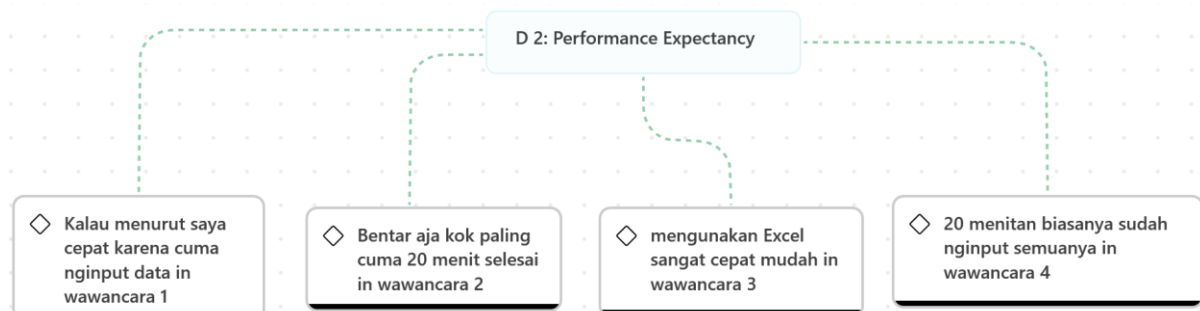 D 2: Performance Expectancy
Kalau menurut saya
cepat karena cuma
nginput data in
wawancara 1
Bentar aja kok paling
cuma 20 menit selesai
in wawancara 2
mengunakan Excel
sangat cepat mudah in
wawancara 3
20 menitan biasanya sudah
nginput semuanya in
wawancara 4